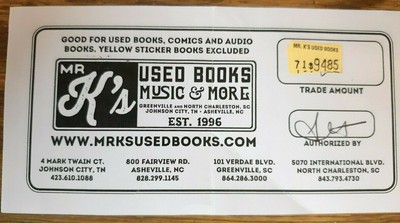 GOOD FOR USED BOOKS, COMICS AND AUDIO
BOOKS. YELLOW STICKER BOOKS EXCLUDED
MR
K's
USED BOOKS
MUSIC & MORE
GREENVILLE AND NORTH CHARLESTON, SC
JOHNSON CITY, TN • ASHEVILLE, NC
EST. 1996
WWW.MRKSUSEDBOOKS.COM
MR. K'S USED BOOKS
TRADE AMOUNT
AUTHORIZED BY
4 MARK TWAIN CT.
JOHNSON CITY, TN
423.610.1088
800 FAIRVIEW RD.
ASHEVILLE, NC
828.299.1145
101 VERDAE BLVD.
GREENVILLE, SC
864.286.3000
5070 INTERNATIONAL BLVD.
NORTH CHARLESTON, SC
843.793.4730